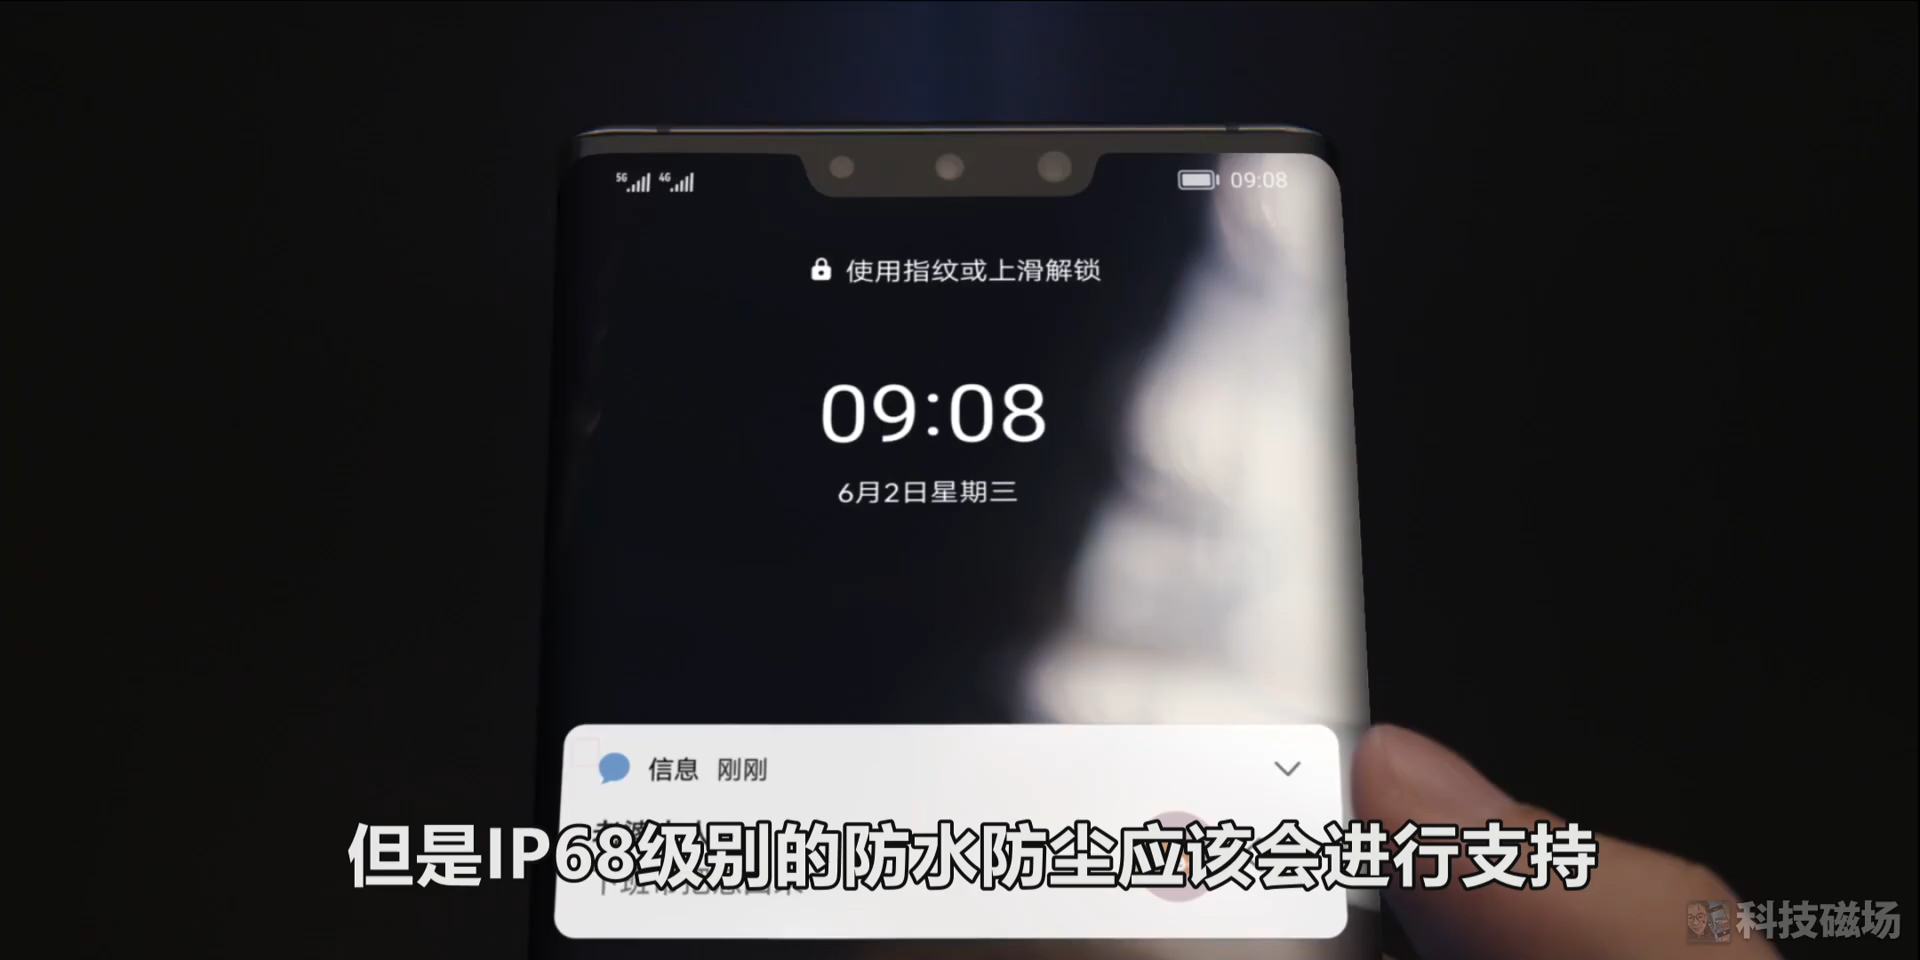 5G 4G 09:08
使用指纹或上滑解锁
09:08
6月2日星期三
信息 刚刚
但是IP68级别的防水防尘应该会进行支持
科技磁场